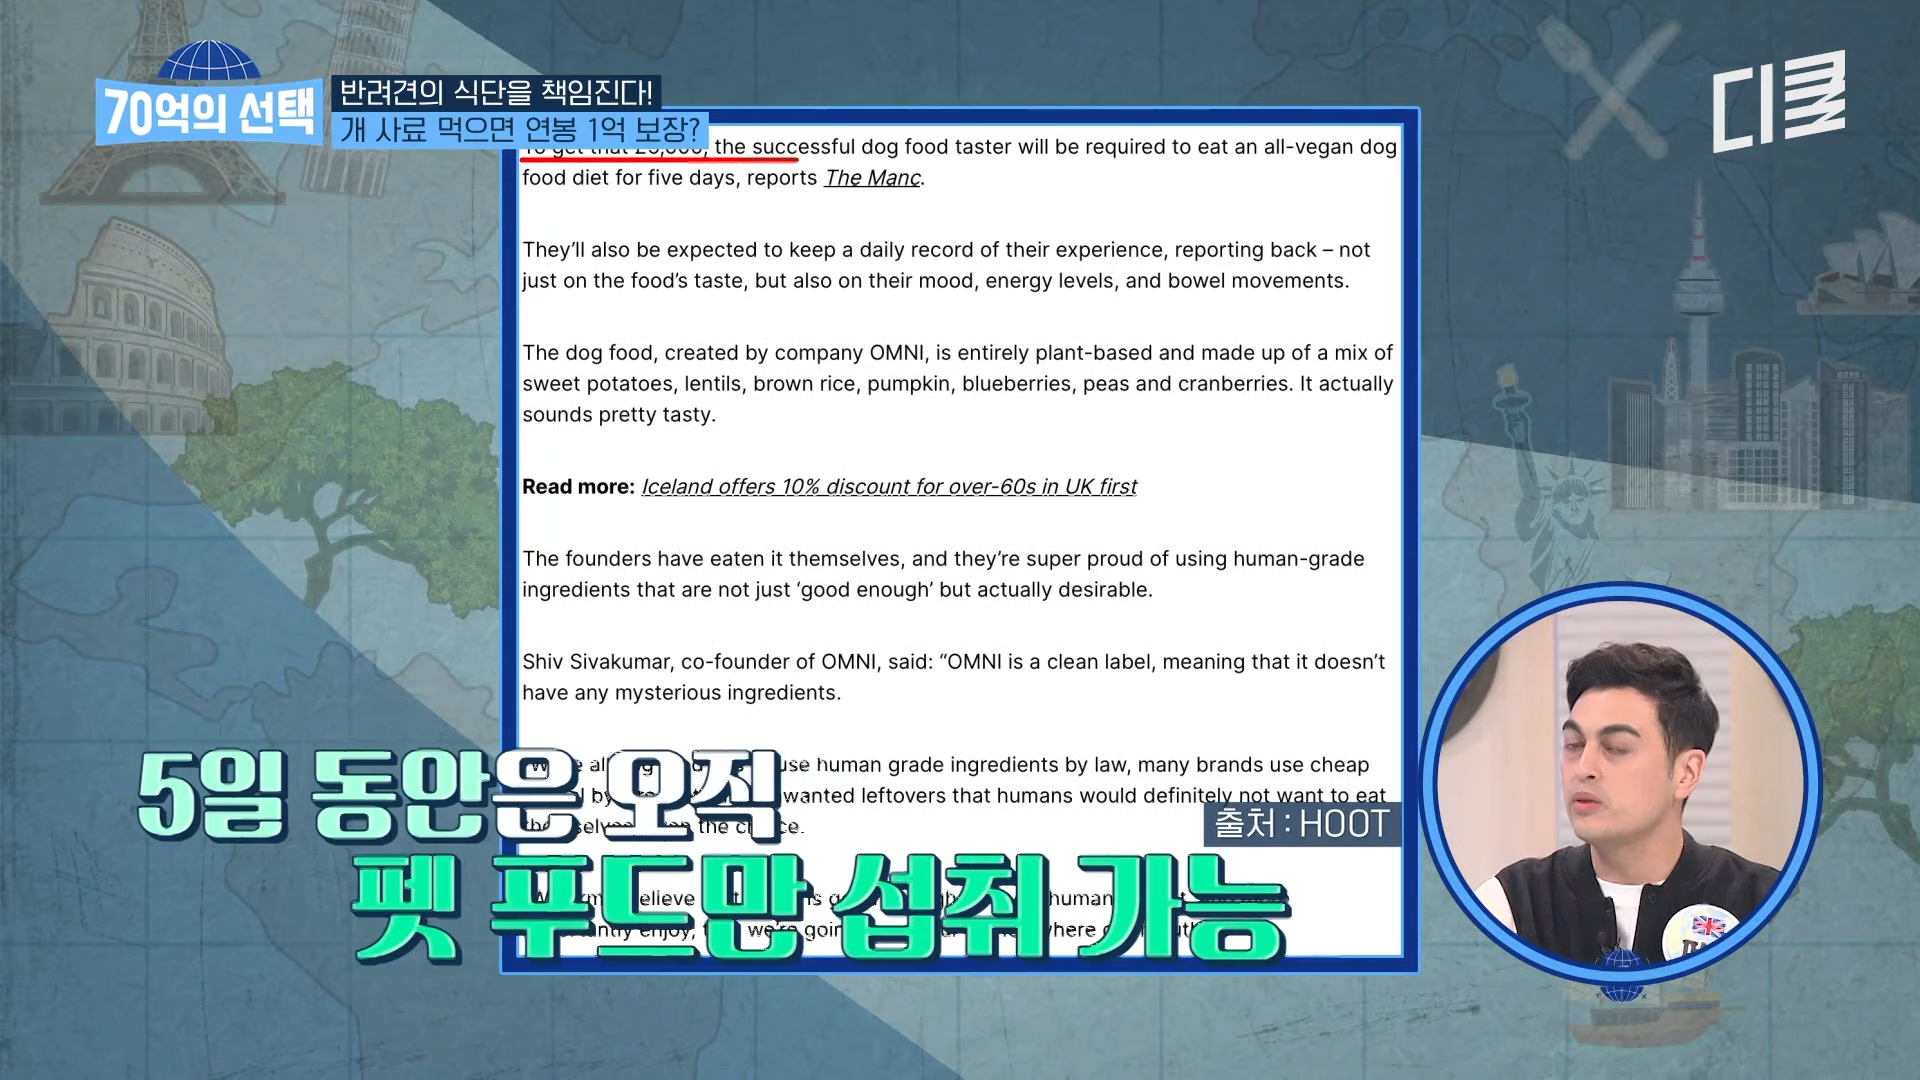 70억의 선택
반려견의 식단을 책임진다!
개 사료 먹으면 연봉 1억 보장?
디글
the successful dog food taster will be required to eat an all-vegan dog
food diet for five days, reports The Manc.
They’ll also be expected to keep a daily record of their experience, reporting back – not
just on the food’s taste, but also on their mood, energy levels, and bowel movements.
The dog food, created by company OMNI, is entirely plant-based and made up of a mix of
sweet potatoes, lentils, brown rice, pumpkin, blueberries, peas and cranberries. It actually
sounds pretty tasty.
Read more: Iceland offers 10% discount for over-60s in UK first
The founders have eaten it themselves, and they’re super proud of using human-grade
ingredients that are not just ‘good enough’ but actually desirable.
Shiv Sivakumar, co-founder of OMNI, said: “OMNI is a clean label, meaning that it doesn’t
have any mysterious ingredients.
use human grade ingredients by law, many brands use cheap
wanted leftovers that humans would definitely not want to eat
the
출처 : HOOT
5일 동안은 오직
펫 푸드만 섭취 가능